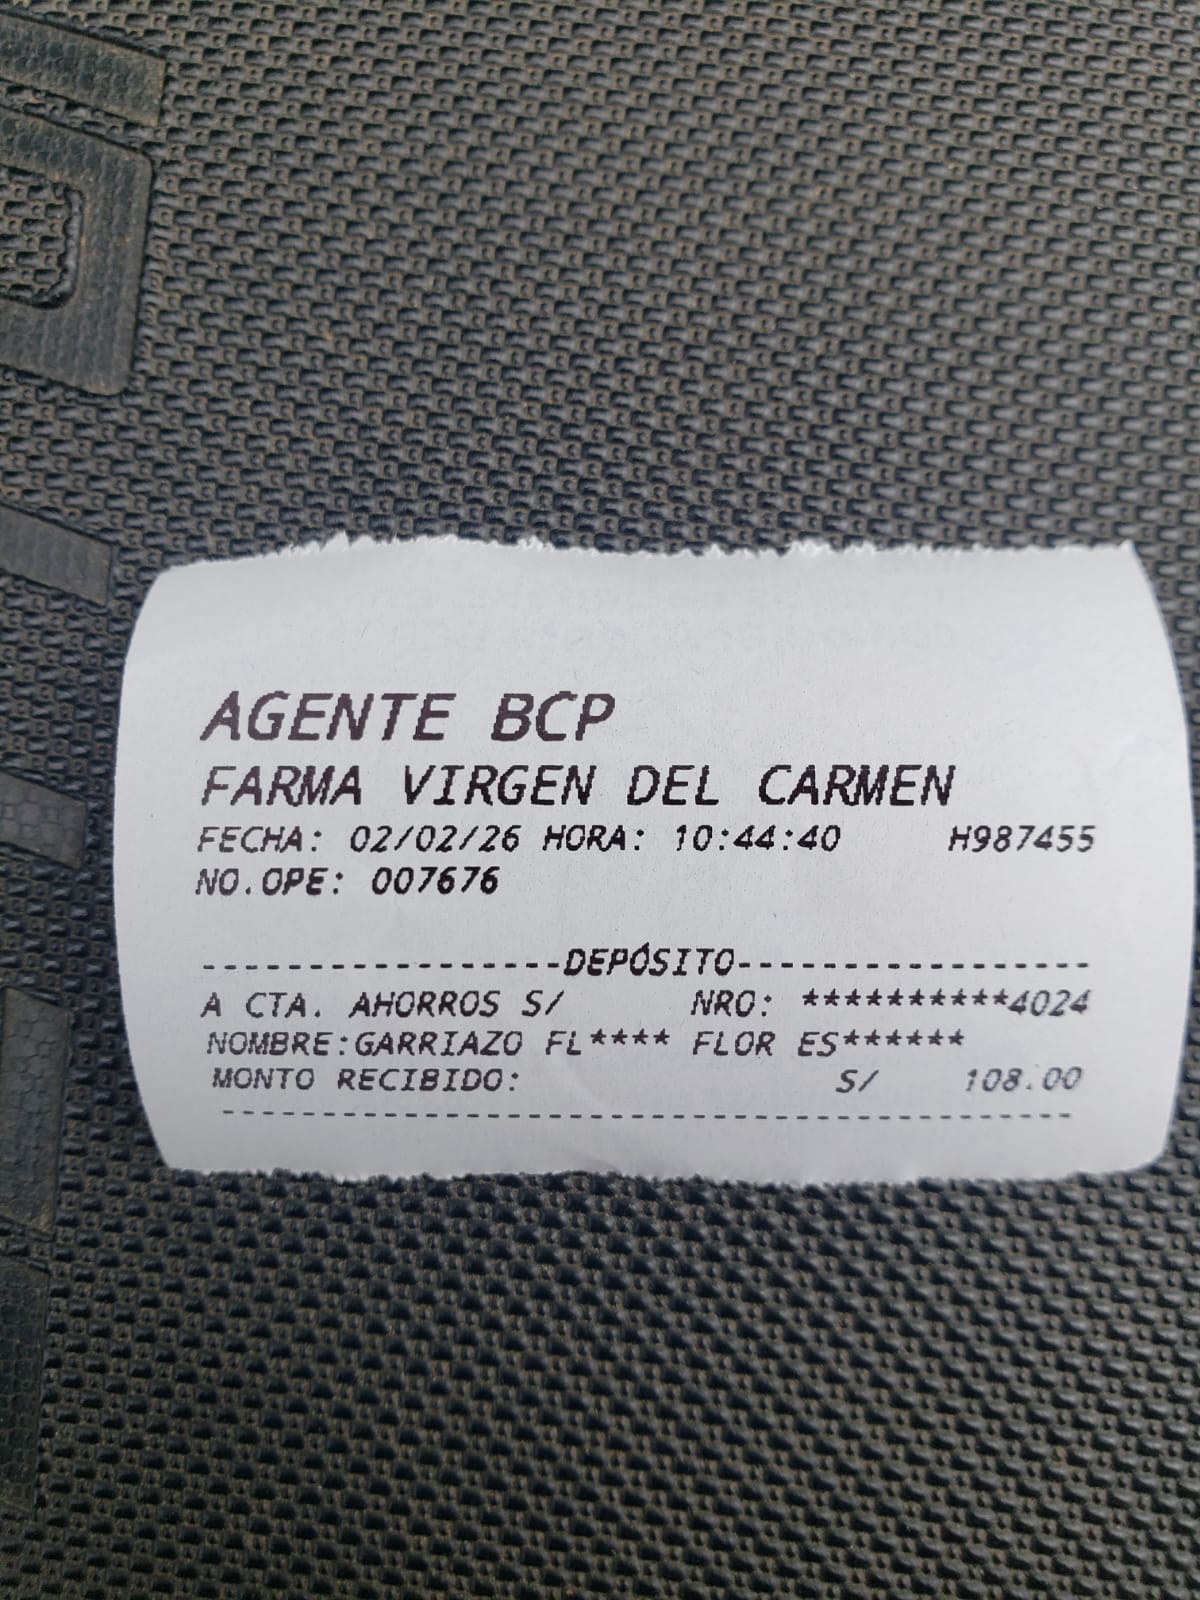 AGENTE BCP
FARMA VIRGEN DEL CARMEN
FECHA: 02/02/26 HORA: 10:44:40 H987455
NO.OPE: 007676
-----------------DEPÓSITO-----------------
A CTA. AHORROS S/ NRO: **********4024
NOMBRE:GARRIAZO FL**** FLOR ES******
MONTO RECIBIDO: S/ 108.00